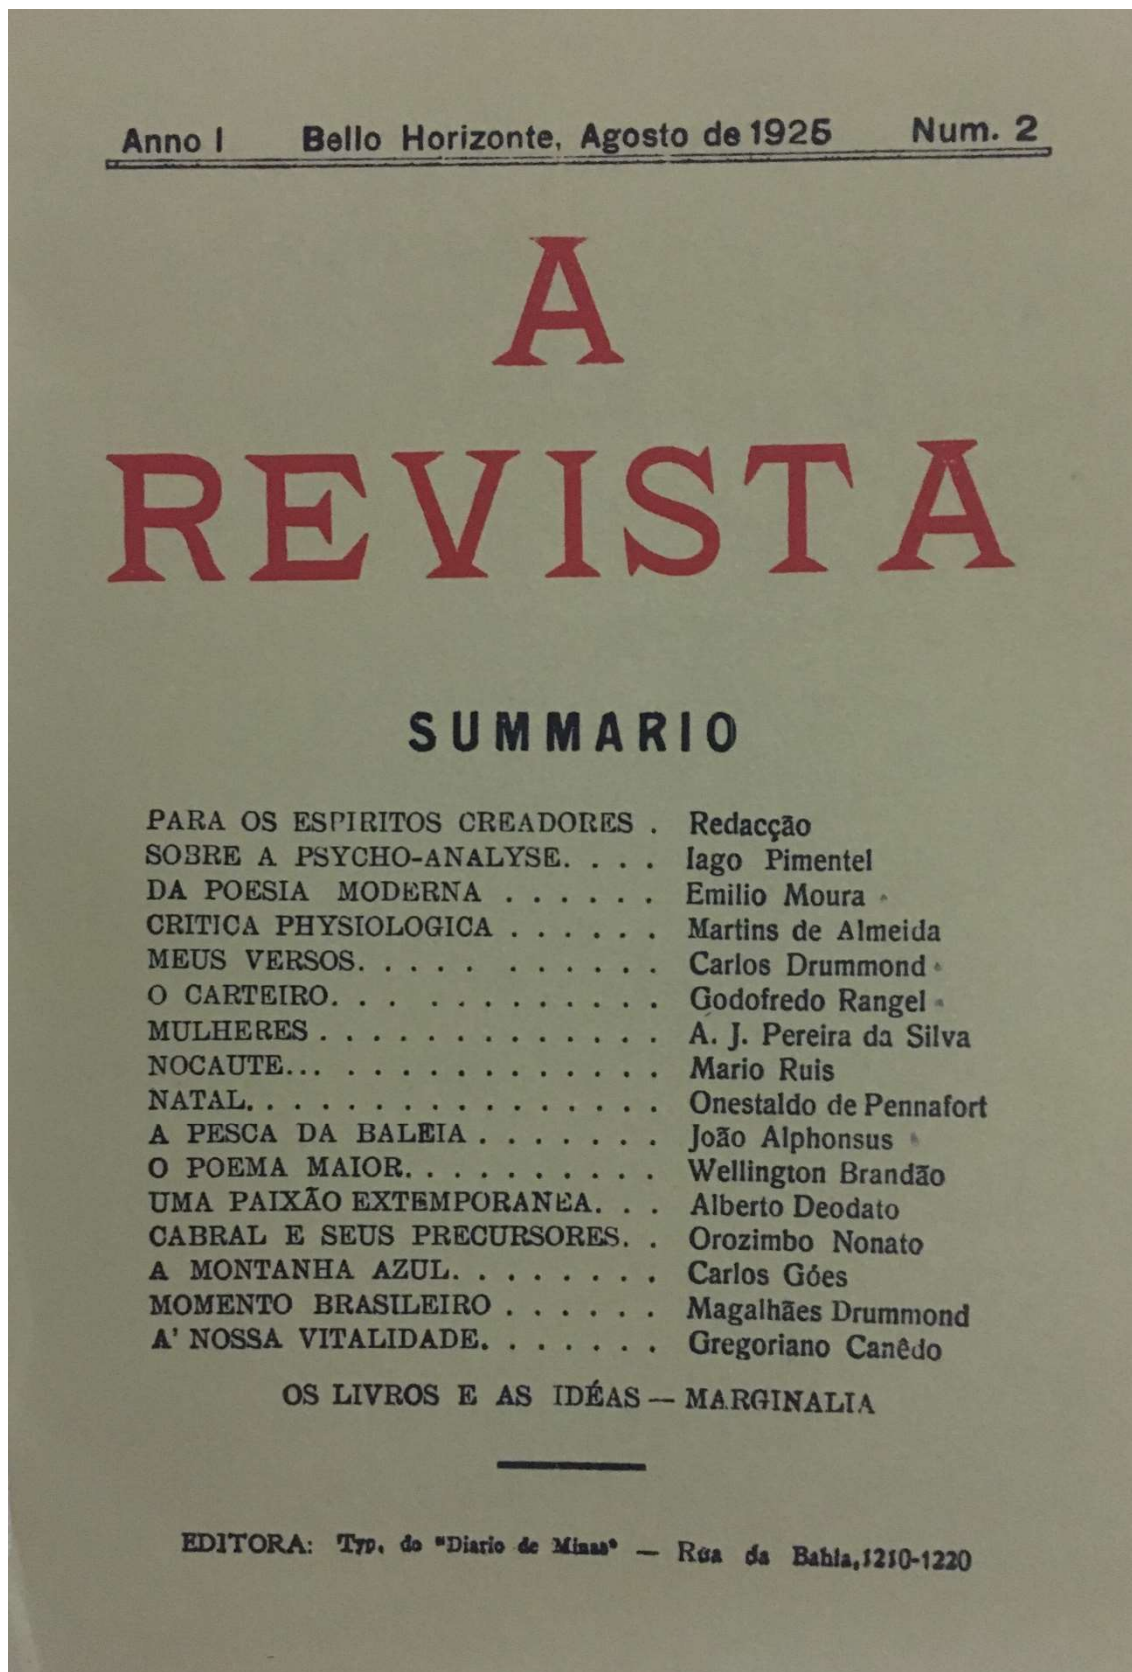 Anno I Bello Horizonte, Agosto de 1925 Num. 2
A
REVISTA
SUMMARIO
PARA OS ESPIRITOS CREADORES . Redacção
SOBRE A PSYCHO-ANALYSE. . . . Iago Pimentel
DA POESIA MODERNA . . . . . . Emilio Moura
CRITICA PHYSIOLOGICA . . . . . . Martins de Almeida
MEUS VERSOS. . . . . . . . . . . Carlos Drummond
O CARTEIRO. . . . . . . . . . . . Godofredo Rangel
MULHERES . . . . . . . . . . . . . A. J. Pereira da Silva
NOCAUTE... . . . . . . . . . . . . Mario Ruis
NATAL. . . . . . . . . . . . . . . . Onestaldo de Pennafort
A PESCA DA BALEIA . . . . . . . João Alphonsus
O POEMA MAIOR. . . . . . . . . . Wellington Brandão
UMA PAIXÃO EXTEMPORANEA. . . Alberto Deodato
CABRAL E SEUS PRECURSORES. . Orozimbo Nonato
A MONTANHA AZUL. . . . . . . . Carlos Góes
MOMENTO BRASILEIRO . . . . . . Magalhães Drummond
A' NOSSA VITALIDADE. . . . . . . Gregoriano Canêdo
OS LIVROS E AS IDÉAS — MARGINALIA
EDITORA: Typ. do "Diario de Minas" — Rua da Bahia, 1210-1220